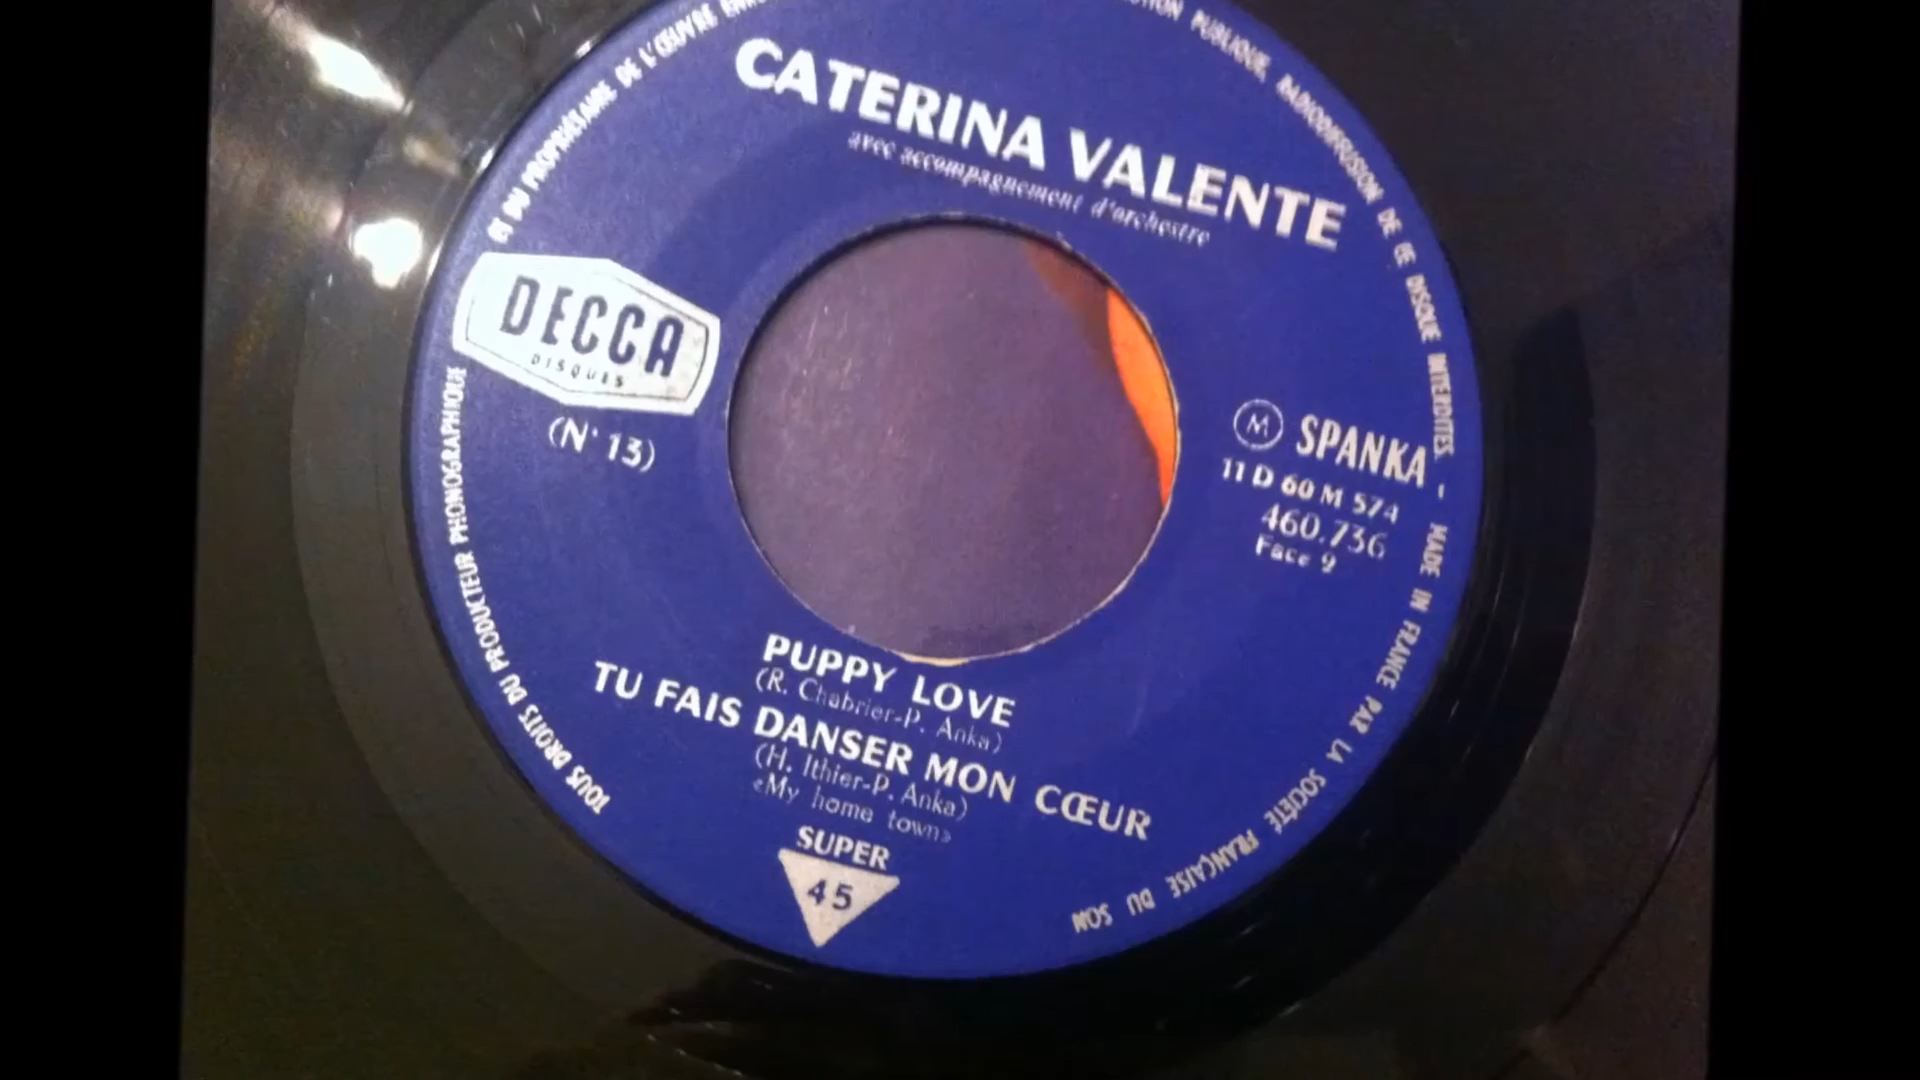 CATERINA VALENTE
avec accompagnement d'orchestre
DECCA
DISQUES
(N° 13)
M SPANKA
11 D 60 M 574
460.736
Face 2
PUPPY LOVE
(R. Chabrier-P. Anka)
TU FAIS DANSER MON CŒUR
(H. Ithier-P. Anka)
«My home town»
SUPER
45
TOUS DROITS DU PRODUCTEUR PHONOGRAPHIQUE
ET DU PROPRIÉTAIRE DE L'ŒUVRE
PUBLIQUE, RADIODIFFUSION DE CE DISQUE INTERDITES - MADE IN FRANCE PAR LA SOCIÉTÉ FRANÇAISE DU SON